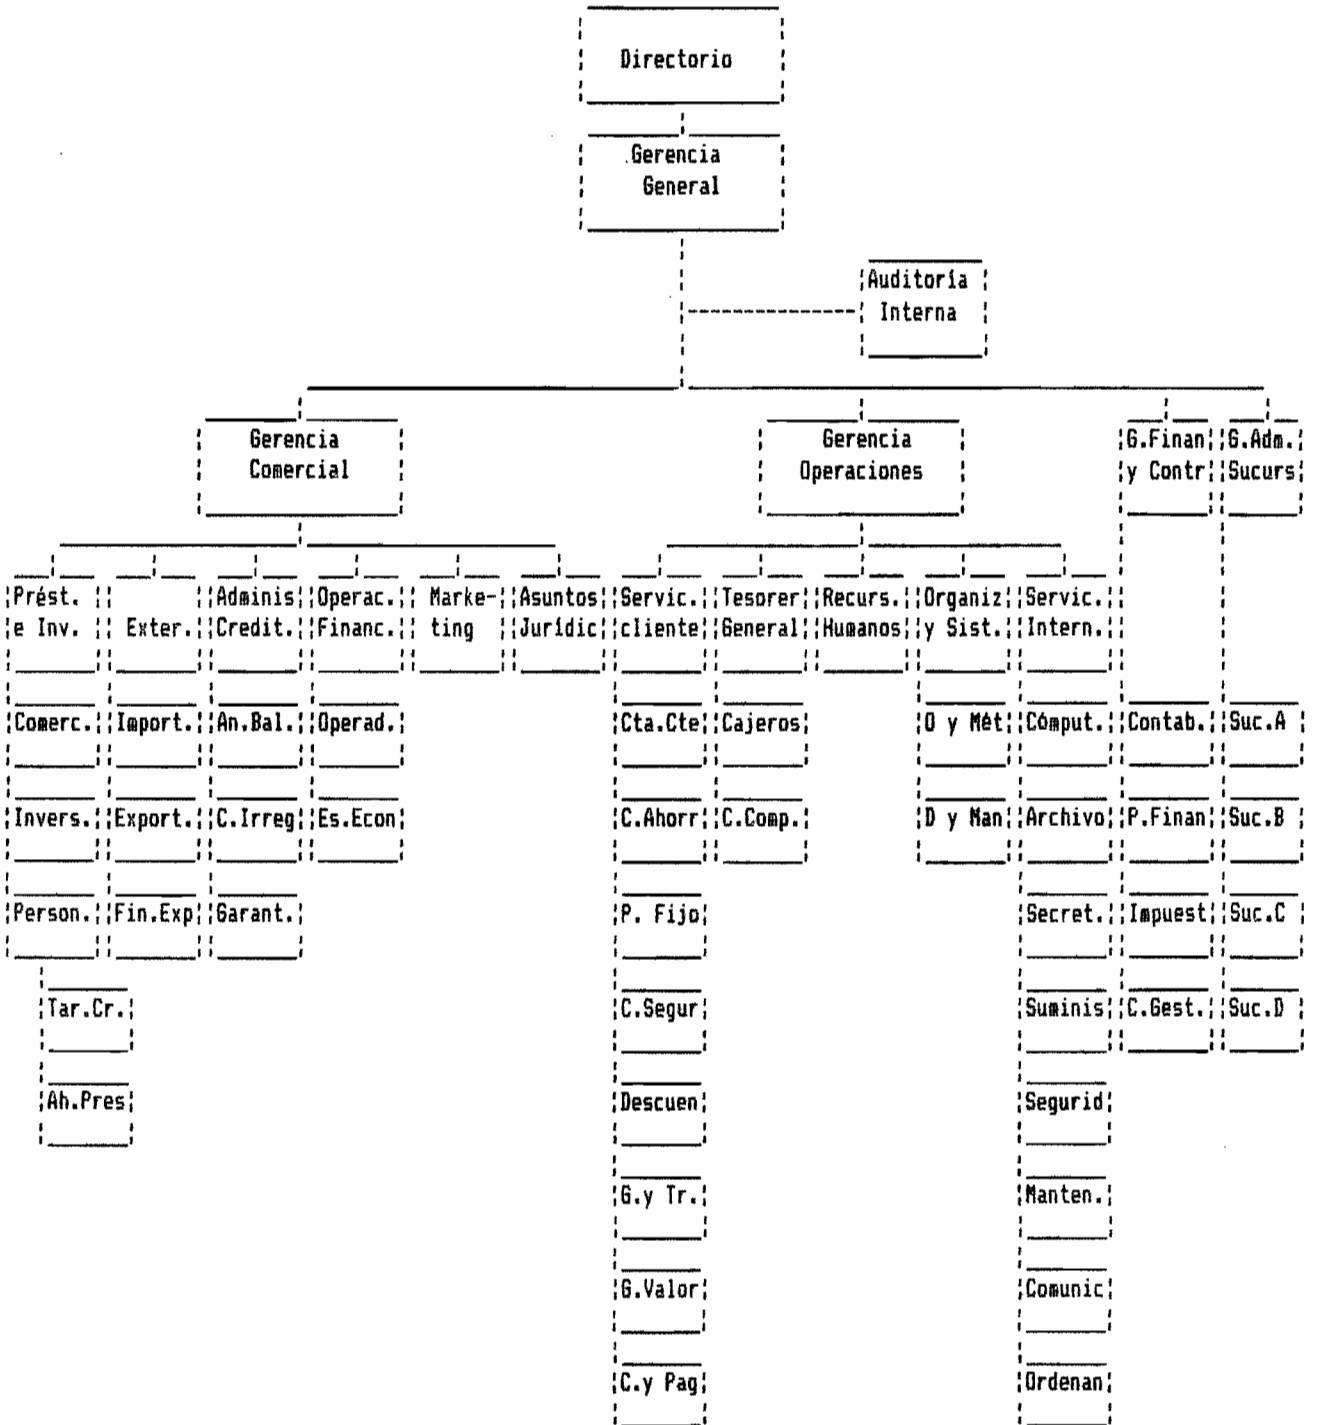 Directorio
Gerencia
General
Auditoría
Interna
Gerencia
Comercial
Gerencia
Operaciones
G.Finan
y Contr
G.Adm.
Sucurs
Prést.
e Inv.
Exter.
Adminis
Credit.
Operac.
Financ.
Marke-
ting
Asuntos
Jurídic
Servic.
cliente
Tesorer
General
Recurs.
Humanos
Organiz
y Sist.
Servic.
Intern.
Comerc.
Import.
An.Bal.
Operad.
Cta.Cte
Cajeros
O y Mét
Cómput.
Contab.
Suc.A
Invers.
Export.
C.Irreg
Es.Econ
C.Ahorr
C.Comp.
D y Man
Archivo
P.Finan
Suc.B
Person.
Fin.Exp
Garant.
P. Fijo
Secret.
Impuest
Suc.C
Tar.Cr.
C.Segur
Suminis
C.Gest.
Suc.D
Ah.Pres
Descuen
Segurid
G.y Tr.
Manten.
G.Valor
Comunic
C.y Pag
Ordenan